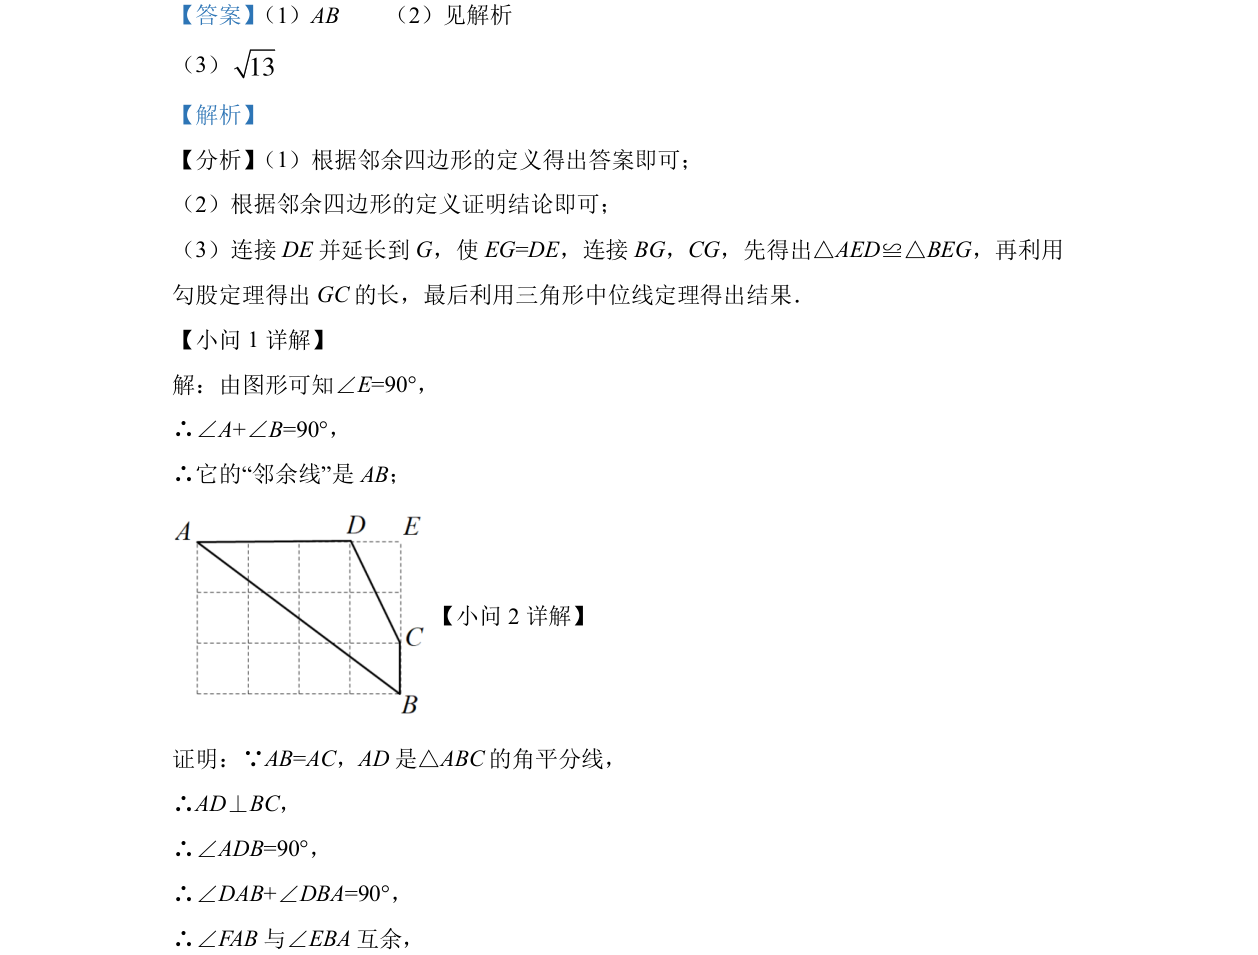 【答案】（1）AB （2）见解析
（3）√13
【解析】
【分析】（1）根据邻余四边形的定义得出答案即可；
（2）根据邻余四边形的定义证明结论即可；
（3）连接 DE 并延长到 G，使 EG=DE，连接 BG，CG，先得出△AED≌△BEG，再利用
勾股定理得出 GC 的长，最后利用三角形中位线定理得出结果．
【小问 1 详解】
解：由图形可知∠E=90°，
∴∠A+∠B=90°，
∴它的“邻余线”是 AB；
A D E
【小问 2 详解】
C
B
证明：∵AB=AC，AD 是△ABC 的角平分线，
∴AD⊥BC，
∴∠ADB=90°，
∴∠DAB+∠DBA=90°，
∴∠FAB 与∠EBA 互余，